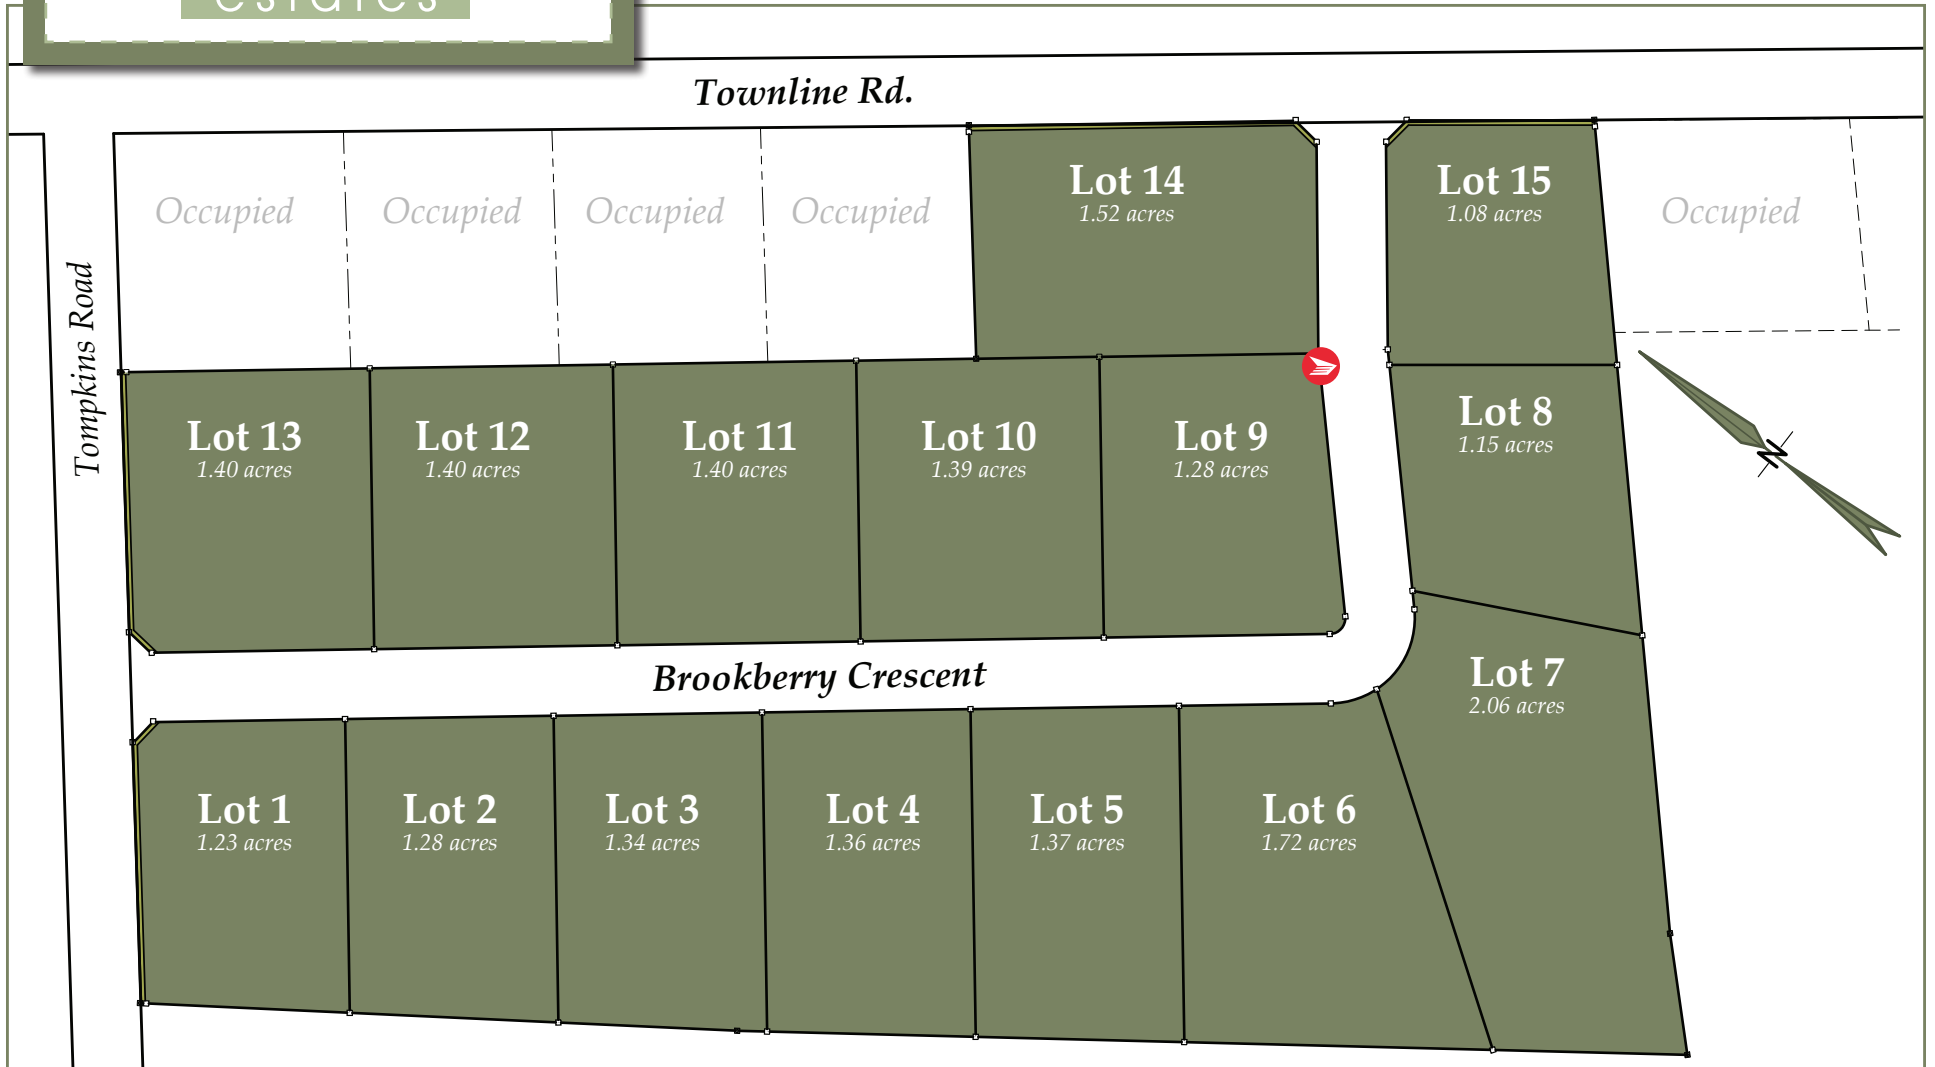 estates
Townline Rd.
Tompkins Road
Occupied
Occupied
Occupied
Occupied
Lot 14
1.52 acres
Lot 15
1.08 acres
Occupied
Lot 13
1.40 acres
Lot 12
1.40 acres
Lot 11
1.40 acres
Lot 10
1.39 acres
Lot 9
1.28 acres
Lot 8
1.15 acres
N
Brookberry Crescent
Lot 7
2.06 acres
Lot 1
1.23 acres
Lot 2
1.28 acres
Lot 3
1.34 acres
Lot 4
1.36 acres
Lot 5
1.37 acres
Lot 6
1.72 acres